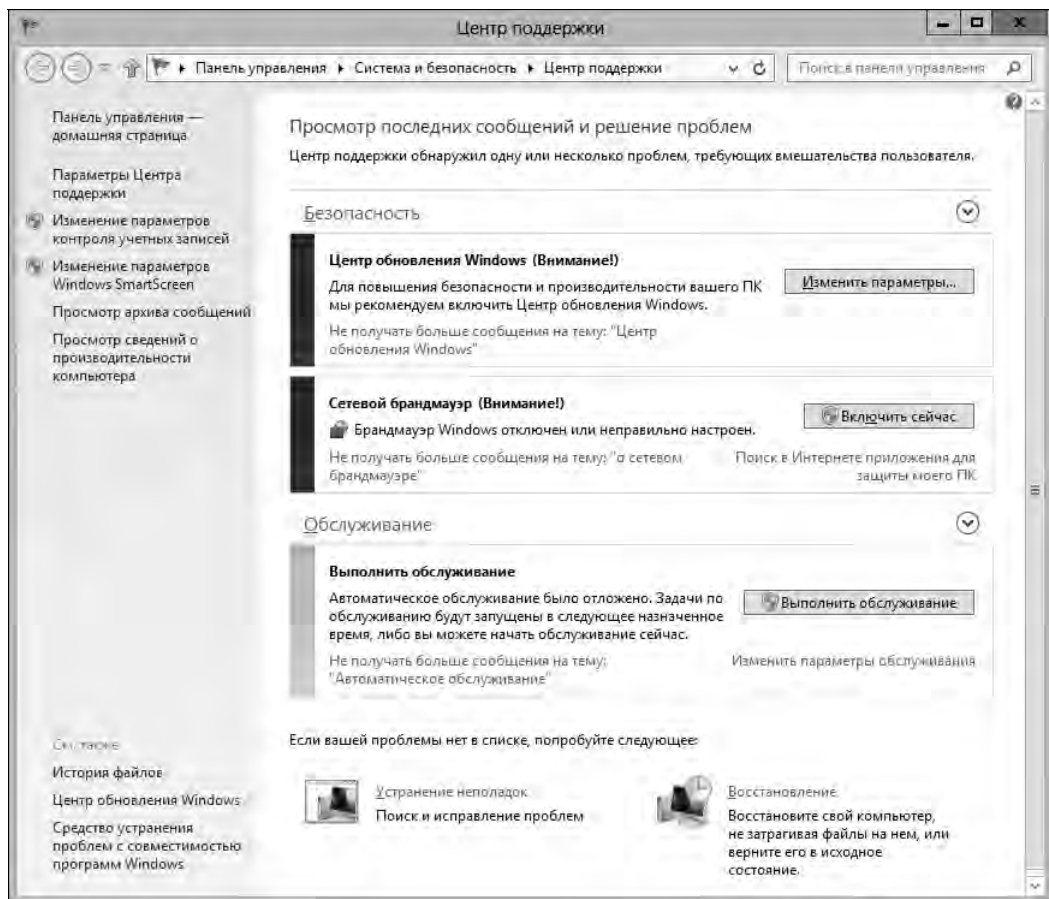 Центр поддержки
Панель управления Система и безопасность Центр поддержки
Поиск в панели управления
Панель управления —
домашняя страница
Параметры Центра
поддержки
Изменение параметров
контроля учетных записей
Изменение параметров
Windows SmartScreen
Просмотр архива сообщений
Просмотр сведений о
производительности
компьютера
Просмотр последних сообщений и решение проблем
Центр поддержки обнаружил одну или несколько проблем, требующих вмешательства пользователя.
Безопасность
Центр обновления Windows (Внимание!)
Для повышения безопасности и производительности вашего ПК
мы рекомендуем включить Центр обновления Windows.
Изменить параметры...
Не получать больше сообщения на тему: "Центр
обновления Windows"
Сетевой брандмауэр (Внимание!)
Брандмауэр Windows отключен или неправильно настроен.
Включить сейчас
Не получать больше сообщения на тему: "о сетевом
брандмауэре"
Поиск в Интернете приложения для
защиты моего ПК
Обслуживание
Выполнить обслуживание
Автоматическое обслуживание было отложено. Задачи по
обслуживанию будут запущены в следующее назначенное
время, либо вы можете начать обслуживание сейчас.
Выполнить обслуживание
Не получать больше сообщения на тему:
"Автоматическое обслуживание"
Изменить параметры обслуживания
Если вашей проблемы нет в списке, попробуйте следующее:
Устранение неполадок
Поиск и исправление проблем
Восстановление
Восстановите свой компьютер,
не затрагивая файлы на нем, или
верните его в исходное
состояние.
См. также
История файлов
Центр обновления Windows
Средство устранения
проблем с совместимостью
программ Windows